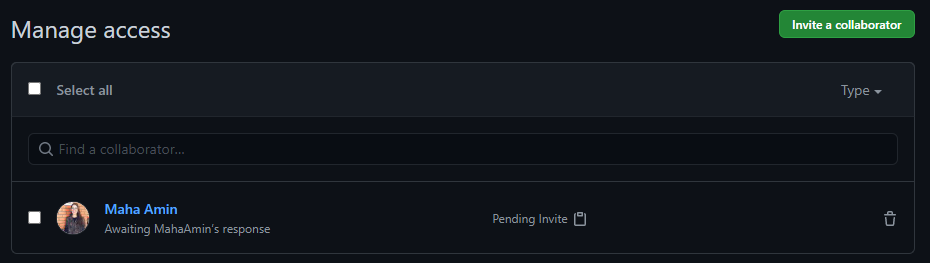 Manage access
Invite a collaborator
Select all
Type
Find a collaborator...
Maha Amin
Awaiting MahaAmin's response
Pending Invite